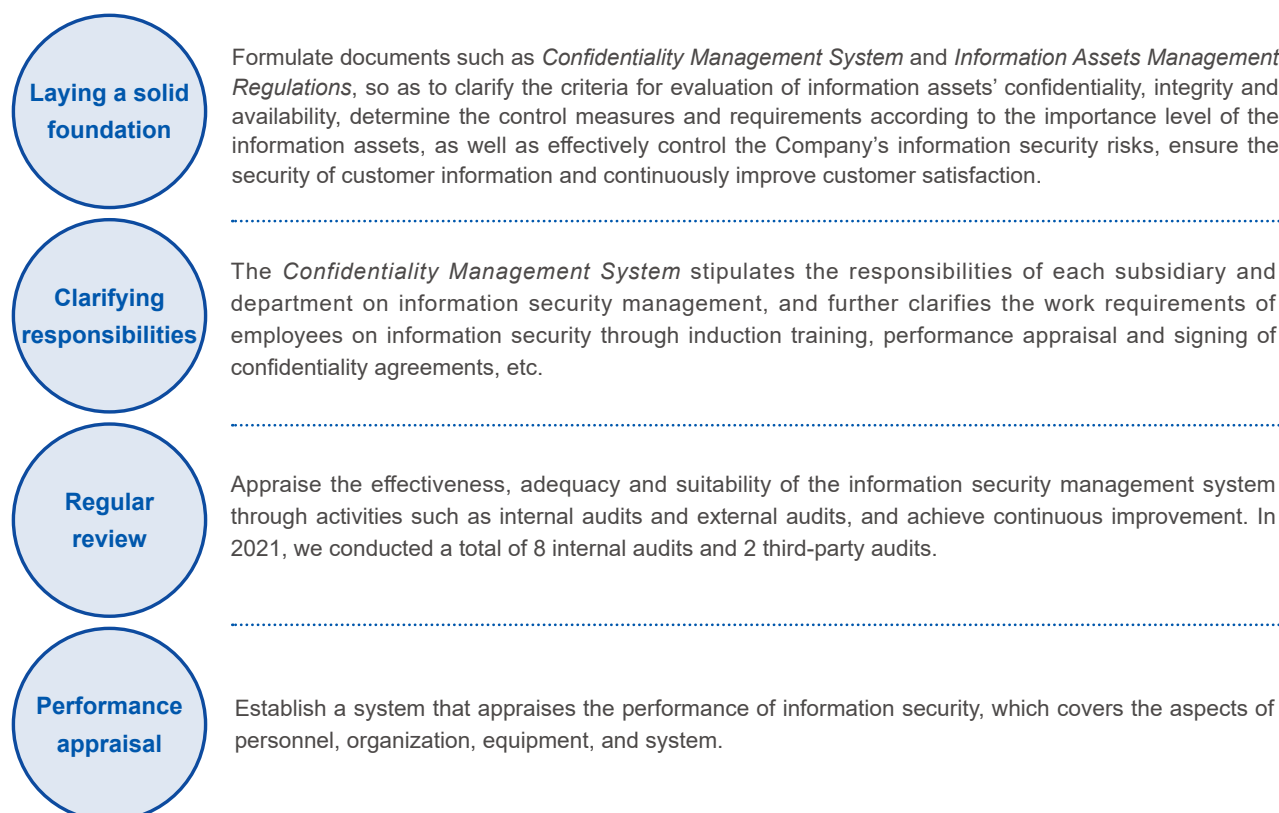 Laying a solid
foundation
Formulate documents such as Confidentiality Management System and Information Assets Management
Regulations, so as to clarify the criteria for evaluation of information assets’ confidentiality, integrity and
availability, determine the control measures and requirements according to the importance level of the
information assets, as well as effectively control the Company’s information security risks, ensure the
security of customer information and continuously improve customer satisfaction.
Clarifying
responsibilities
The Confidentiality Management System stipulates the responsibilities of each subsidiary and
department on information security management, and further clarifies the work requirements of
employees on information security through induction training, performance appraisal and signing of
confidentiality agreements, etc.
Regular
review
Appraise the effectiveness, adequacy and suitability of the information security management system
through activities such as internal audits and external audits, and achieve continuous improvement. In
2021, we conducted a total of 8 internal audits and 2 third-party audits.
Performance
appraisal
Establish a system that appraises the performance of information security, which covers the aspects of
personnel, organization, equipment, and system.